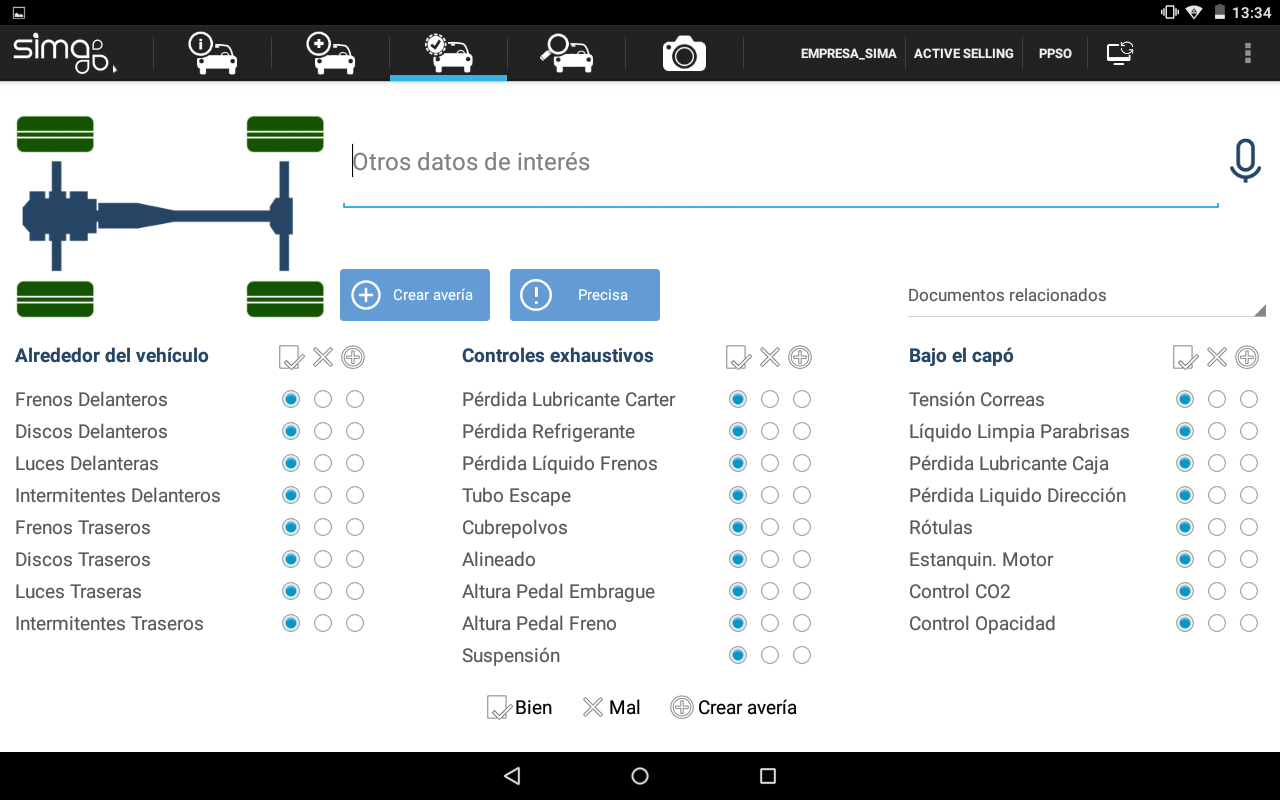 13:34
sima
EMPRESA_SIMA
ACTIVE SELLING
PPSO
Otros datos de interés
Crear avería
Precisa
Documentos relacionados
Alrededor del vehículo
Frenos Delanteros
Discos Delanteros
Luces Delanteras
Intermitentes Delanteros
Frenos Traseros
Discos Traseros
Luces Traseras
Intermitentes Traseros
Controles exhaustivos
Pérdida Lubricante Carter
Pérdida Refrigerante
Pérdida Líquido Frenos
Tubo Escape
Cubrepolvos
Alineado
Altura Pedal Embrague
Altura Pedal Freno
Suspensión
Bajo el capó
Tensión Correas
Líquido Limpia Parabrisas
Pérdida Lubricante Caja
Pérdida Liquido Dirección
Rótulas
Estanquin. Motor
Control CO2
Control Opacidad
Bien
Mal
Crear avería